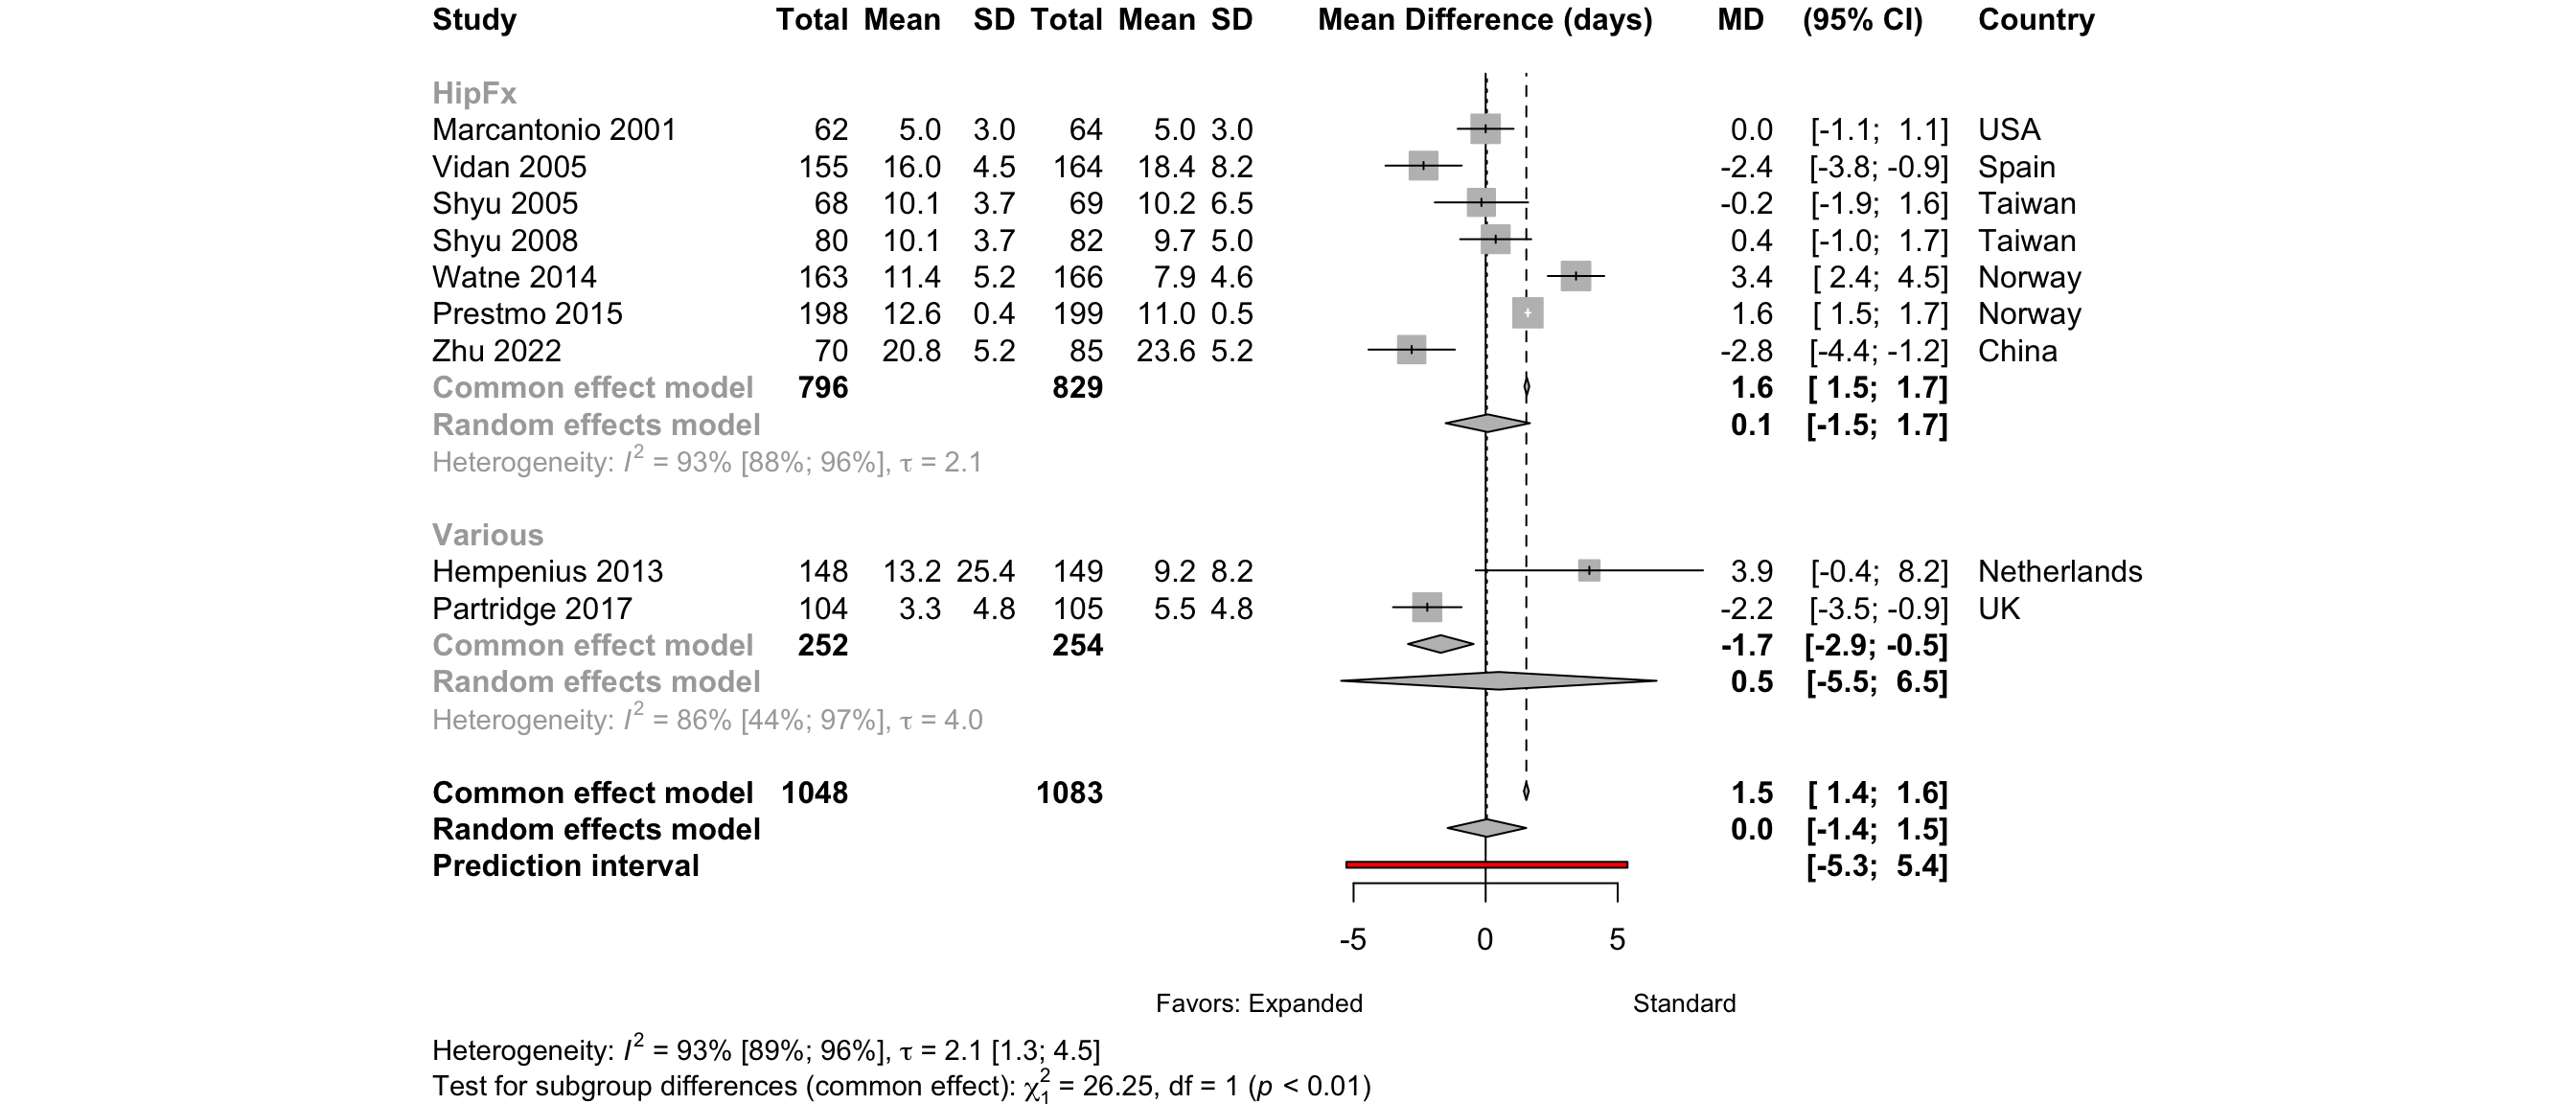 Study Total Mean SD Total Mean SD Mean Difference (days) MD (95% CI) Country
HipFx
Marcantonio 2001 62 5.0 3.0 64 5.0 3.0 0.0 [-1.1; 1.1] USA
Vidan 2005 155 16.0 4.5 164 18.4 8.2 -2.4 [-3.8; -0.9] Spain
Shyu 2005 68 10.1 3.7 69 10.2 6.5 -0.2 [-1.9; 1.6] Taiwan
Shyu 2008 80 10.1 3.7 82 9.7 5.0 0.4 [-1.0; 1.7] Taiwan
Watne 2014 163 11.4 5.2 166 7.9 4.6 3.4 [ 2.4; 4.5] Norway
Prestmo 2015 198 12.6 0.4 199 11.0 0.5 1.6 [ 1.5; 1.7] Norway
Zhu 2022 70 20.8 5.2 85 23.6 5.2 -2.8 [-4.4; -1.2] China
Common effect model 796 829 1.6 [ 1.5; 1.7]
Random effects model 0.1 [-1.5; 1.7]
Heterogeneity: I² = 93% [88%; 96%], τ = 2.1
Various
Hempenius 2013 148 13.2 25.4 149 9.2 8.2 3.9 [-0.4; 8.2] Netherlands
Partridge 2017 104 3.3 4.8 105 5.5 4.8 -2.2 [-3.5; -0.9] UK
Common effect model 252 254 -1.7 [-2.9; -0.5]
Random effects model 0.5 [-5.5; 6.5]
Heterogeneity: I² = 86% [44%; 97%], τ = 4.0
Common effect model 1048 1083 1.5 [ 1.4; 1.6]
Random effects model 0.0 [-1.4; 1.5]
Prediction interval [-5.3; 5.4]
-5 0 5
Favors: Expanded Standard
Heterogeneity: I² = 93% [89%; 96%], τ = 2.1 [1.3; 4.5]
Test for subgroup differences (common effect): χ²₁ = 26.25, df = 1 (p < 0.01)